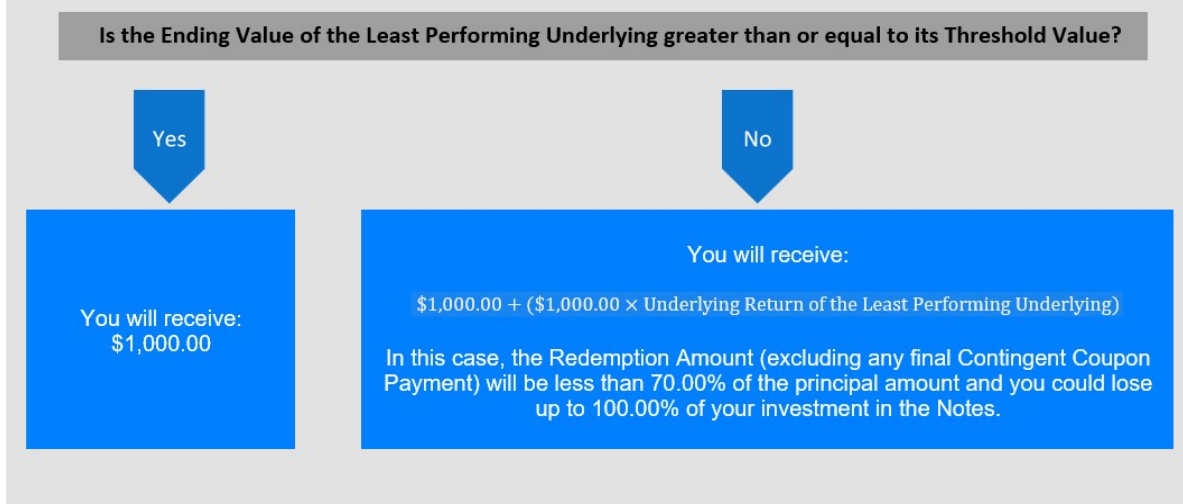 Is the Ending Value of the Least Performing Underlying greater than or equal to its Threshold Value?
Yes
No
You will receive:
$1,000.00
You will receive:
$1,000.00 + ($1,000.00 × Underlying Return of the Least Performing Underlying)
In this case, the Redemption Amount (excluding any final Contingent Coupon
Payment) will be less than 70.00% of the principal amount and you could lose
up to 100.00% of your investment in the Notes.